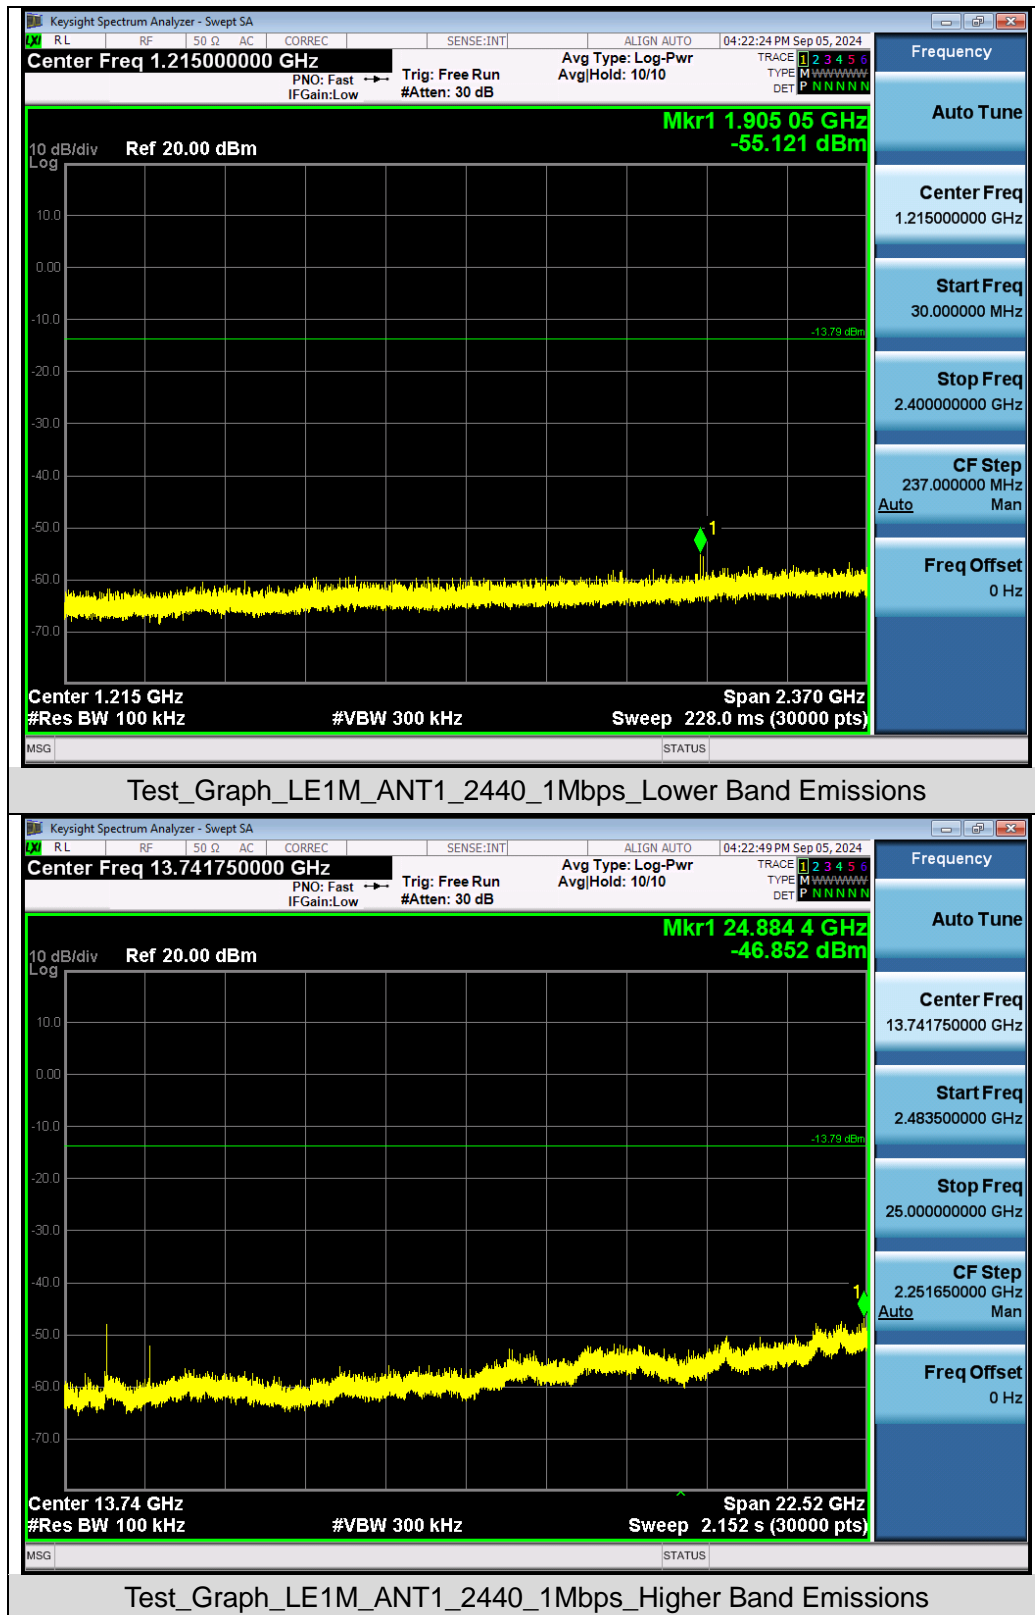 Keysight Spectrum Analyzer - Swept SA
LXI RL RF 50 Ω AC CORREC SENSE:INT ALIGN AUTO 04:22:24 PM Sep 05, 2024
Center Freq 1.215000000 GHz Avg Type: Log-Pwr TRACE 1 2 3 4 5 6
PNO: Fast Trig: Free Run Avg|Hold: 10/10 TYPE M WWWWW
IFGain:Low #Atten: 30 dB DET P N N N N N
Mkr1 1.905 05 GHz
-55.121 dBm
10 dB/div Ref 20.00 dBm
Log
10.0
0.00
-10.0
-13.79 dBm
-20.0
-30.0
-40.0
-50.0
1
-60.0
-70.0
Center 1.215 GHz Span 2.370 GHz
#Res BW 100 kHz #VBW 300 kHz Sweep 228.0 ms (30000 pts)
MSG STATUS
Frequency
Auto Tune
Center Freq
1.215000000 GHz
Start Freq
30.000000 MHz
Stop Freq
2.400000000 GHz
CF Step
237.000000 MHz
Auto Man
Freq Offset
0 Hz
Test_Graph_LE1M_ANT1_2440_1Mbps_Lower Band Emissions
Keysight Spectrum Analyzer - Swept SA
LXI RL RF 50 Ω AC CORREC SENSE:INT ALIGN AUTO 04:22:49 PM Sep 05, 2024
Center Freq 13.741750000 GHz Avg Type: Log-Pwr TRACE 1 2 3 4 5 6
PNO: Fast Trig: Free Run Avg|Hold: 10/10 TYPE M WWWWW
IFGain:Low #Atten: 30 dB DET P N N N N N
Mkr1 24.884 4 GHz
-46.852 dBm
10 dB/div Ref 20.00 dBm
Log
10.0
0.00
-10.0
-13.79 dBm
-20.0
-30.0
-40.0
1
-50.0
-60.0
-70.0
Center 13.74 GHz Span 22.52 GHz
#Res BW 100 kHz #VBW 300 kHz Sweep 2.152 s (30000 pts)
MSG STATUS
Frequency
Auto Tune
Center Freq
13.741750000 GHz
Start Freq
2.483500000 GHz
Stop Freq
25.000000000 GHz
CF Step
2.251650000 GHz
Auto Man
Freq Offset
0 Hz
Test_Graph_LE1M_ANT1_2440_1Mbps_Higher Band Emissions